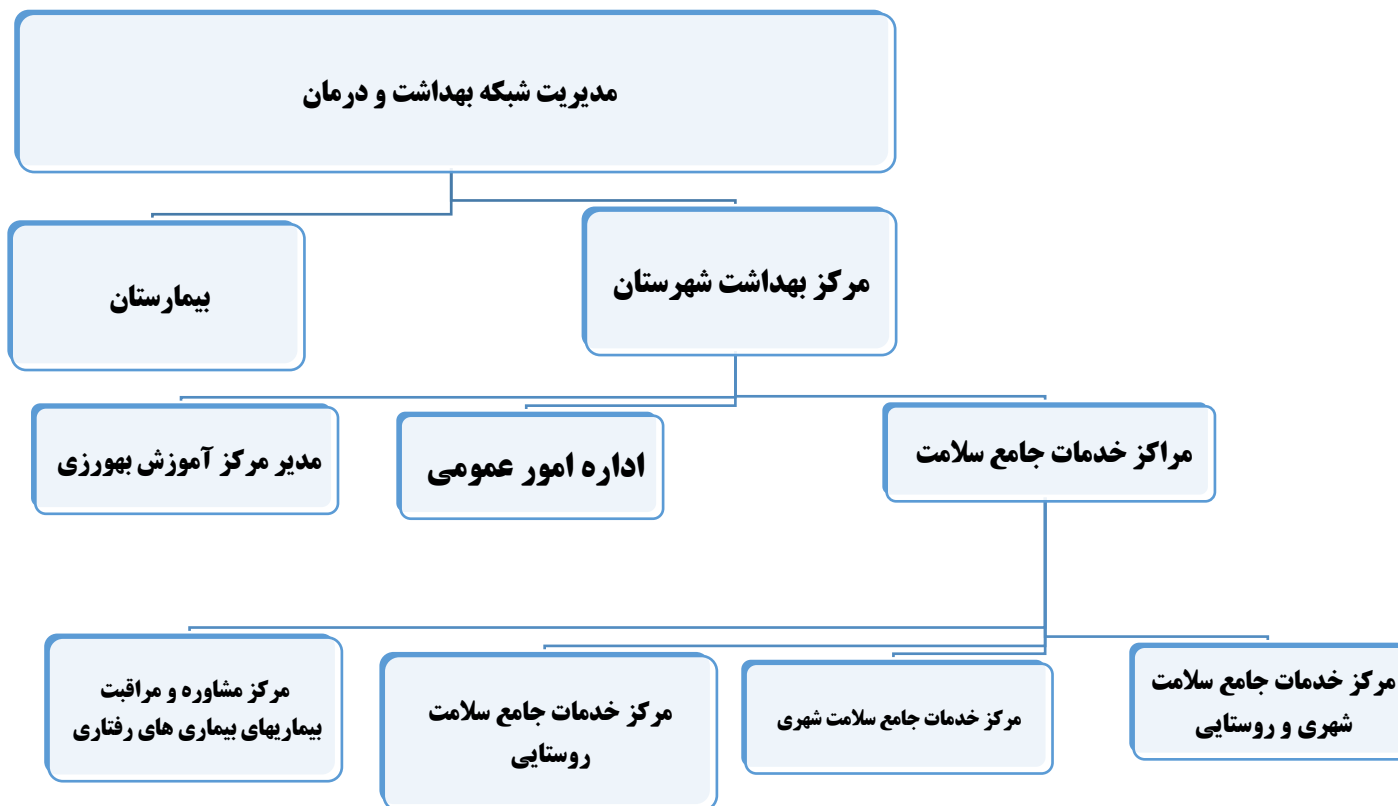 مدیریت شبکه بهداشت و درمان
مرکز بهداشت شهرستان
بیمارستان
مراکز خدمات جامع سلامت
اداره امور عمومی
مدیر مرکز آموزش بهورزی
مرکز خدمات جامع سلامت
شهری و روستایی
مرکز خدمات جامع سلامت شهری
مرکز خدمات جامع سلامت
روستایی
مرکز مشاوره و مراقبت
بیماریهای بیماری های رفتاری